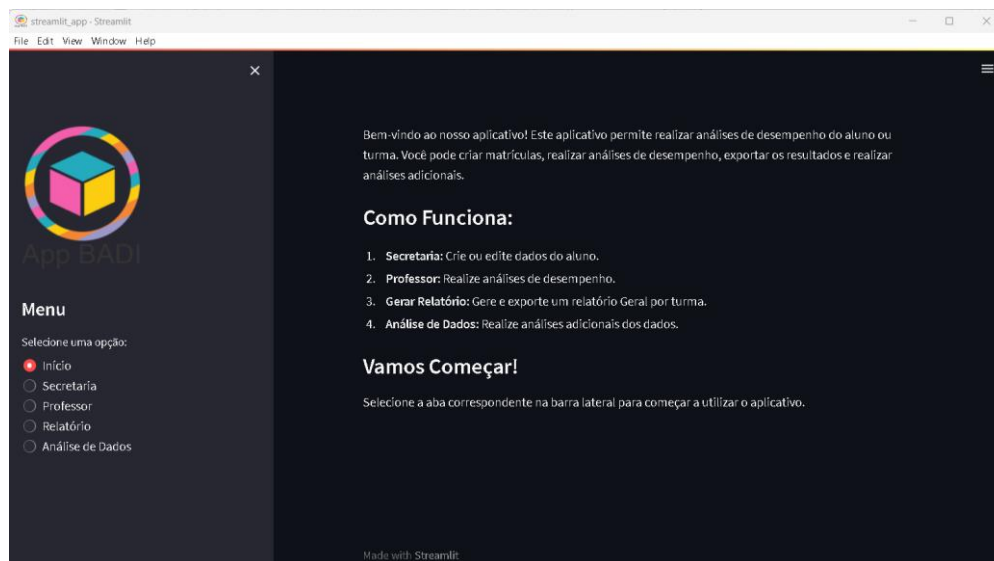 streamlit_app - Streamlit
File Edit View Window Help
App BADI
Menu
Selecione uma opção:
Início
Secretaria
Professor
Relatório
Análise de Dados
Bem-vindo ao nosso aplicativo! Este aplicativo permite realizar análises de desempenho do aluno ou
turma. Você pode criar matrículas, realizar análises de desempenho, exportar os resultados e realizar
análises adicionais.
Como Funciona:
1. Secretaria: Crie ou edite dados do aluno.
2. Professor: Realize análises de desempenho.
3. Gerar Relatório: Gere e exporte um relatório Geral por turma.
4. Análise de Dados: Realize análises adicionais dos dados.
Vamos Começar!
Selecione a aba correspondente na barra lateral para começar a utilizar o aplicativo.
Made with Streamlit